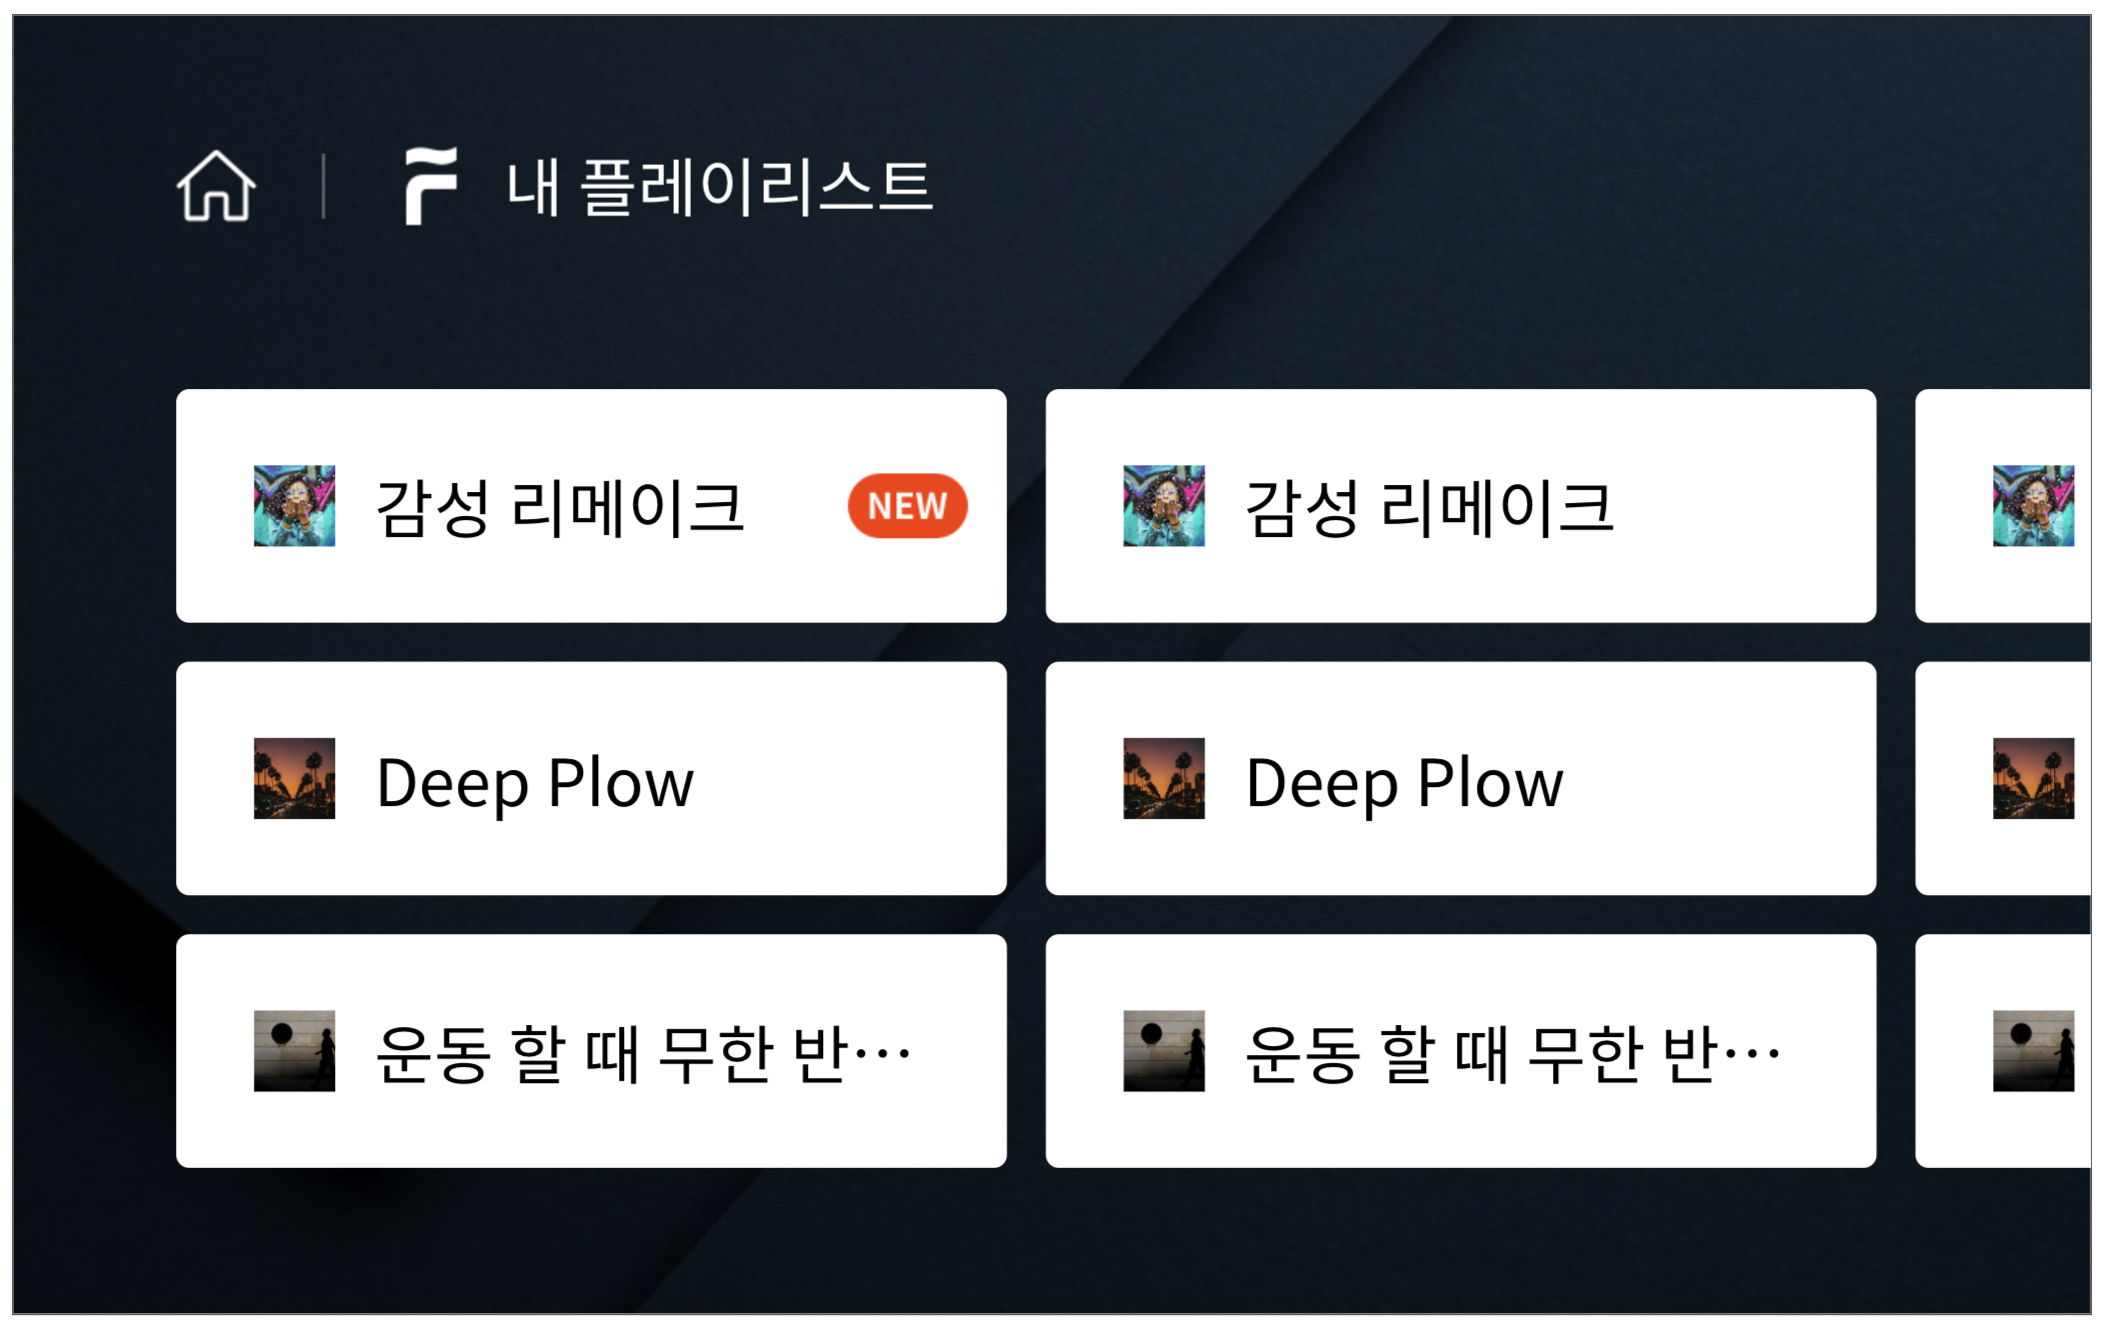 내 플레이리스트
감성 리메이크 NEW 감성 리메이크
Deep Plow Deep Plow
운동 할 때 무한 반… 운동 할 때 무한 반…